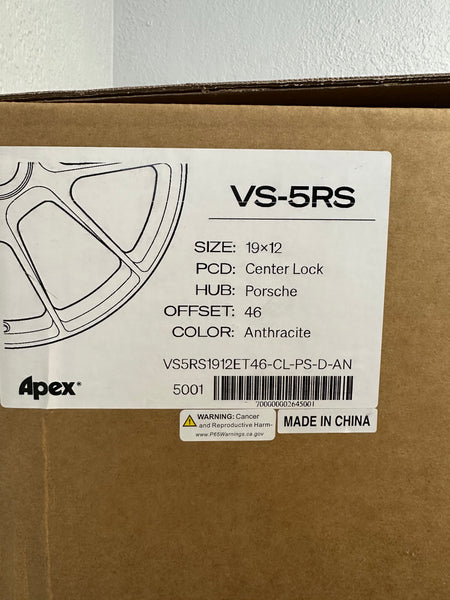 VS-5RS
SIZE: 19×12
PCD: Center Lock
HUB: Porsche
OFFSET: 46
COLOR: Anthracite
VS5RS1912ET46-CL-PS-D-AN
Apex®
5001
700000002645001
WARNING: Cancer
and Reproductive Harm-
www.P65Warnings.ca.gov
MADE IN CHINA